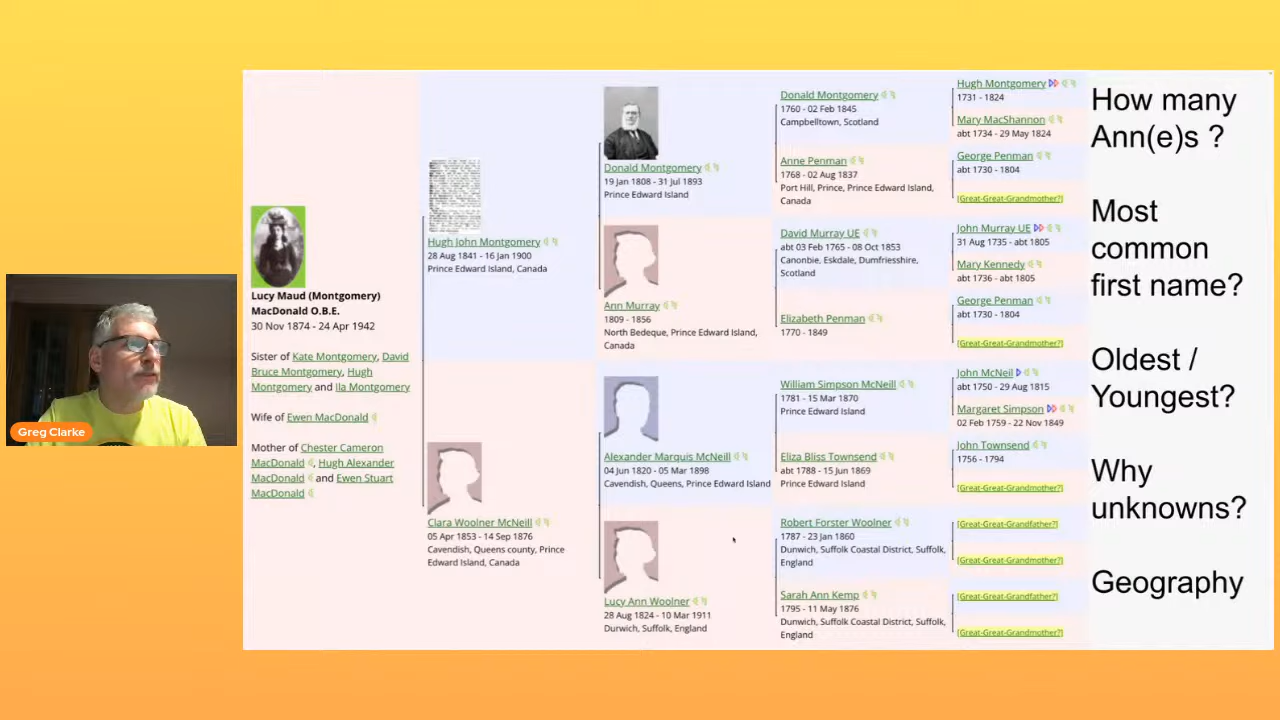 Lucy Maud (Montgomery)
MacDonald O.B.E.
30 Nov 1874 - 24 Apr 1942
Sister of Kate Montgomery, David
Bruce Montgomery, Hugh
Montgomery and Ila Montgomery
Wife of Ewen MacDonald
Mother of Chester Cameron
MacDonald, Hugh Alexander
MacDonald and Ewen Stuart
MacDonald
Hugh John Montgomery
28 Aug 1841 - 16 Jan 1900
Prince Edward Island, Canada
Clara Woolner McNeill
05 Apr 1853 - 14 Sep 1876
Cavendish, Queens county, Prince
Edward Island, Canada
Donald Montgomery
19 Jan 1808 - 31 Jul 1893
Prince Edward Island
Ann Murray
1809 - 1856
North Bedeque, Prince Edward Island,
Canada
Alexander Marquis McNeill
04 Jun 1820 - 05 Mar 1898
Cavendish, Queens, Prince Edward Island
Lucy Ann Woolner
28 Aug 1824 - 10 Mar 1911
Durwich, Suffolk, England
Donald Montgomery
1760 - 02 Feb 1845
Campbelltown, Scotland
Anne Penman
1768 - 02 Aug 1837
Port Hill, Prince, Prince Edward Island,
Canada
David Murray UE
abt 03 Feb 1765 - 08 Oct 1853
Canonbie, Eskdale, Dumfriesshire,
Scotland
Elizabeth Penman
1770 - 1849
William Simpson McNeill
1781 - 15 Mar 1870
Prince Edward Island
Eliza Bliss Townsend
abt 1788 - 15 Jun 1869
Prince Edward Island
Robert Forster Woolner
1787 - 23 Jan 1860
Dunwich, Suffolk Coastal District, Suffolk,
England
Sarah Ann Kemp
1795 - 11 May 1876
Dunwich, Suffolk Coastal District, Suffolk,
England
Hugh Montgomery
1731 - 1824
Mary MacShannon
abt 1734 - 29 May 1824
George Penman
abt 1730 - 1804
[Great-Great-Grandmother?]
John Murray UE
31 Aug 1735 - abt 1805
Mary Kennedy
abt 1736 - abt 1805
George Penman
abt 1730 - 1804
[Great-Great-Grandmother?]
John McNeil
abt 1750 - 29 Aug 1815
Margaret Simpson
02 Feb 1759 - 22 Nov 1849
John Townsend
1756 - 1794
[Great-Great-Grandmother?]
[Great-Great-Grandfather?]
[Great-Great-Grandmother?]
[Great-Great-Grandfather?]
[Great-Great-Grandmother?]
How many
Ann(e)s ?
Most
common
first name?
Oldest /
Youngest?
Why
unknowns?
Geography
Greg Clarke